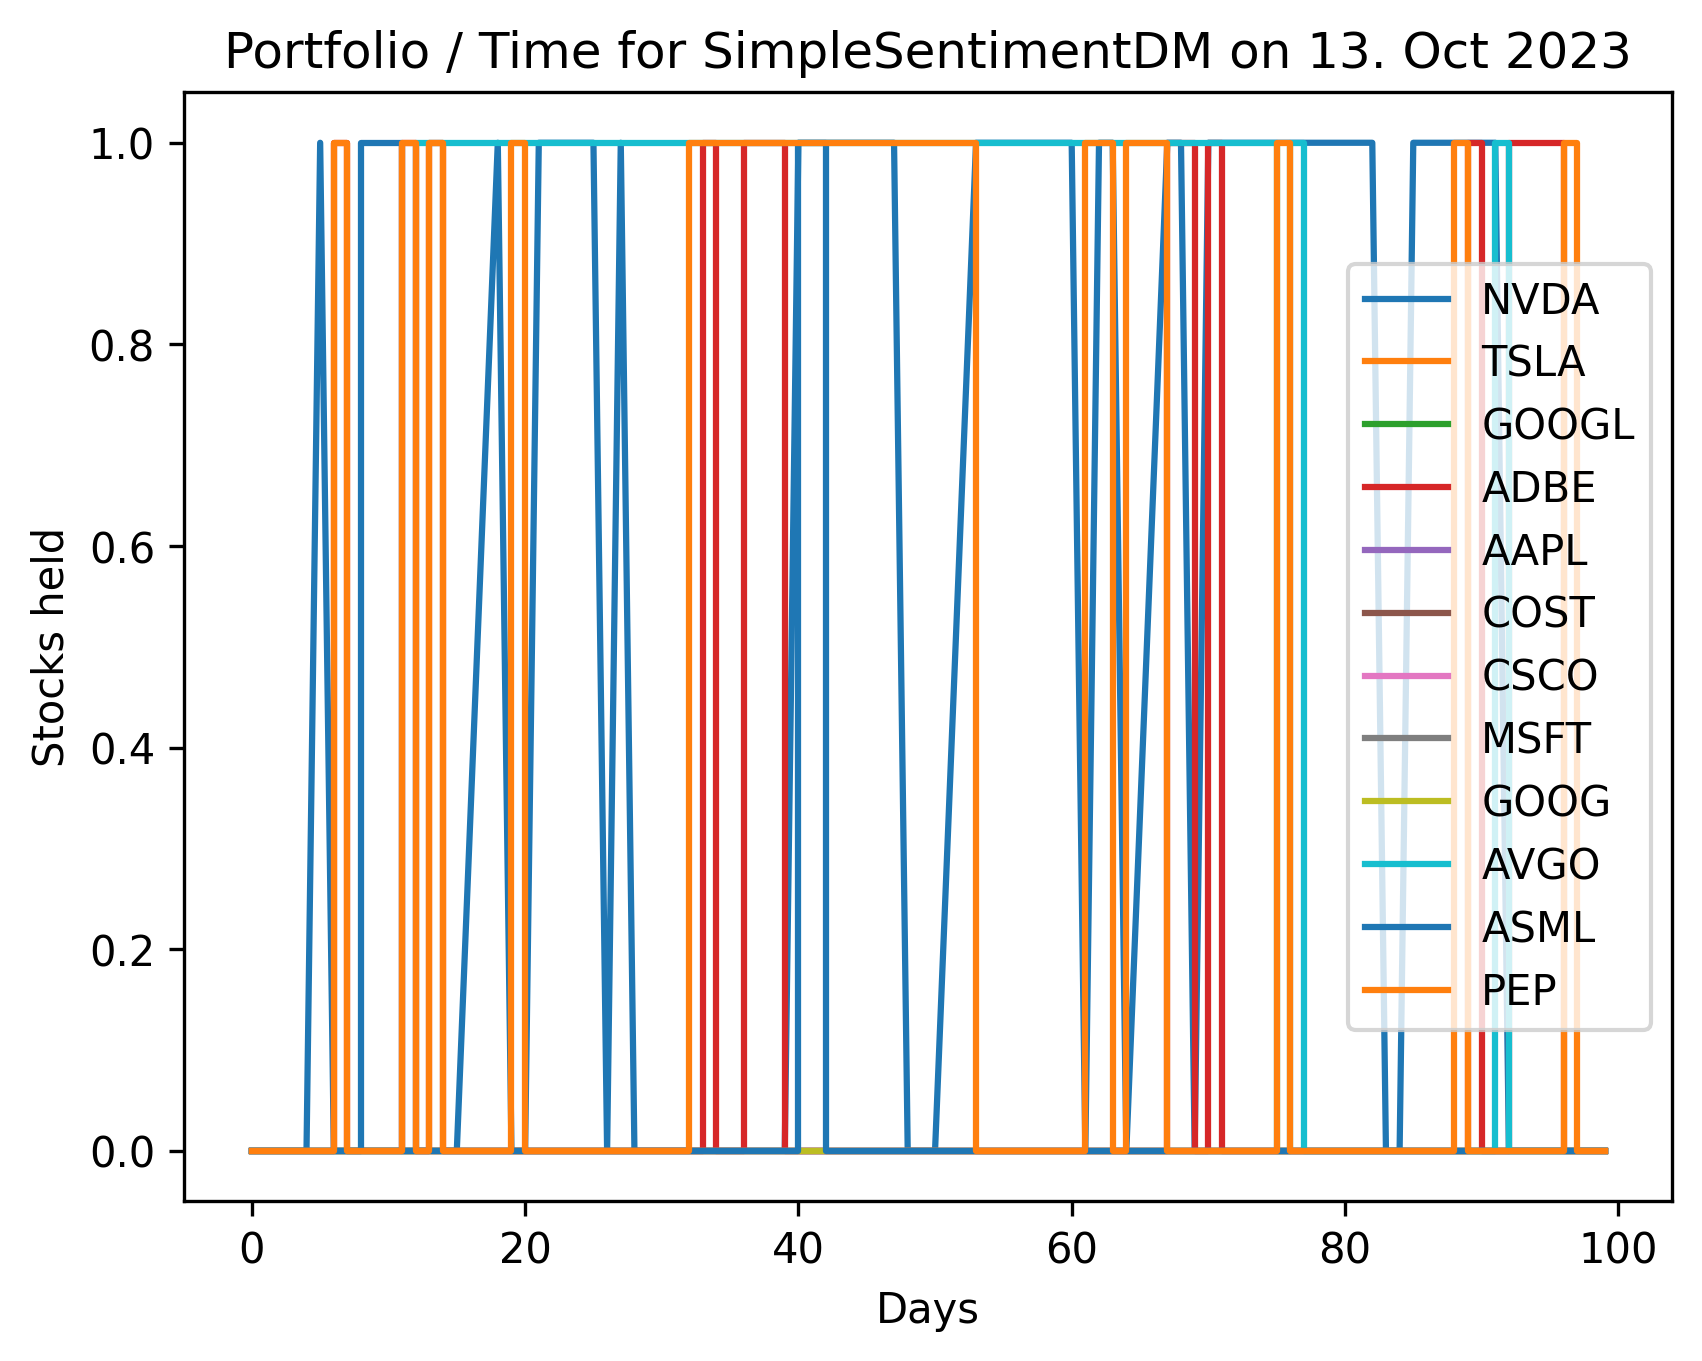 Portfolio / Time for SimpleSentimentDM on 13. Oct 2023
1.0
0.8
0.6
0.4
0.2
0.0
Stocks held
NVDA
TSLA
GOOGL
ADBE
AAPL
COST
CSCO
MSFT
GOOG
AVGO
ASML
PEP
0 20 40 60 80 100
Days